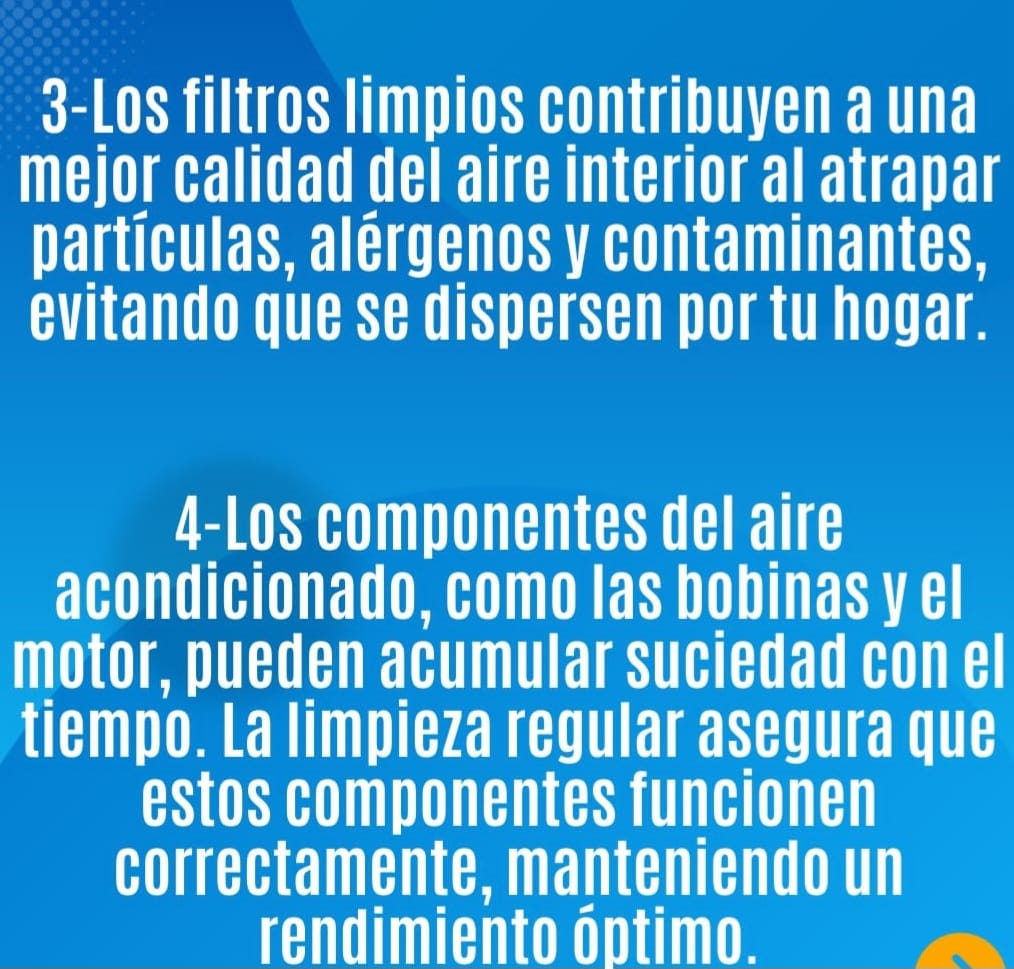 3-Los filtros limpios contribuyen a una
mejor calidad del aire interior al atrapar
partículas, alérgenos y contaminantes,
evitando que se dispersen por tu hogar.
4-Los componentes del aire
acondicionado, como las bobinas y el
motor, pueden acumular suciedad con el
tiempo. La limpieza regular asegura que
estos componentes funcionen
correctamente, manteniendo un
rendimiento óptimo.